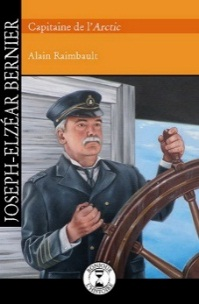 Capitaine de l'Arctic
Alain Raimbault
JOSEPH-ELZÉAR BERNIER